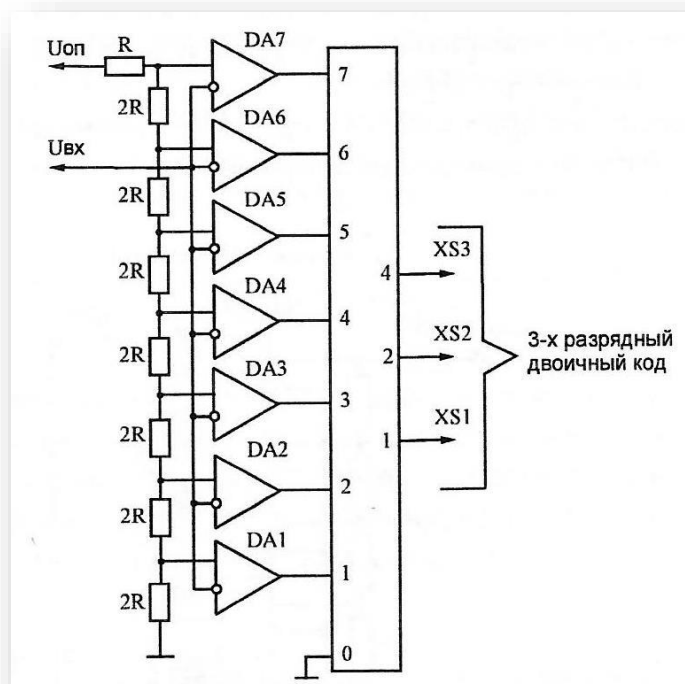 Uоп
R
DA7
7
2R
DA6
Uвх
6
2R
DA5
5
2R
DA4
4
XS3
4
3-х разрядный
двоичный код
2R
DA3
XS2
2
3
2R
DA2
XS1
1
2
2R
DA1
1
2R
0